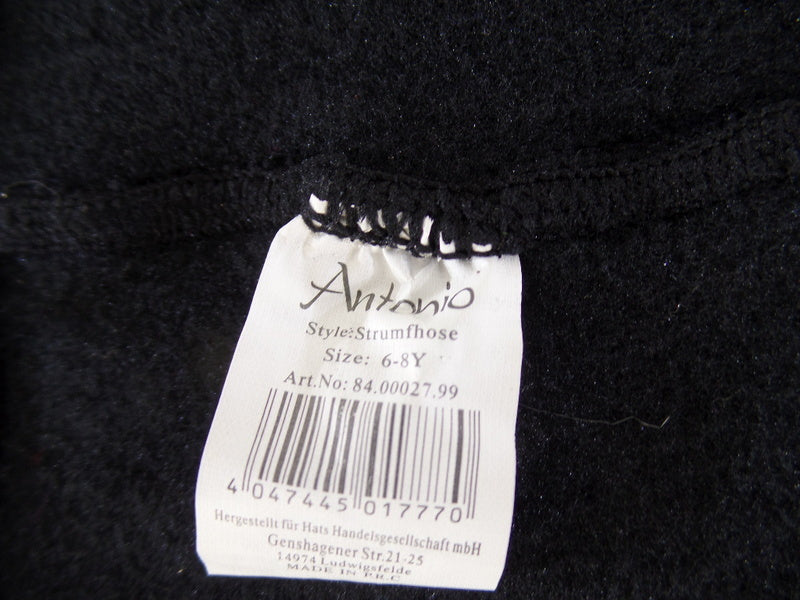 Antonio
Style:Strumfhose
Size: 6-8Y
Art.No: 84.00027.99
4 047445 017770
Hergestellt für Hats Handelsgesellschaft mbH
Genshagener Str.21-25
14974 Ludwigsfelde
MADE IN P.R.C